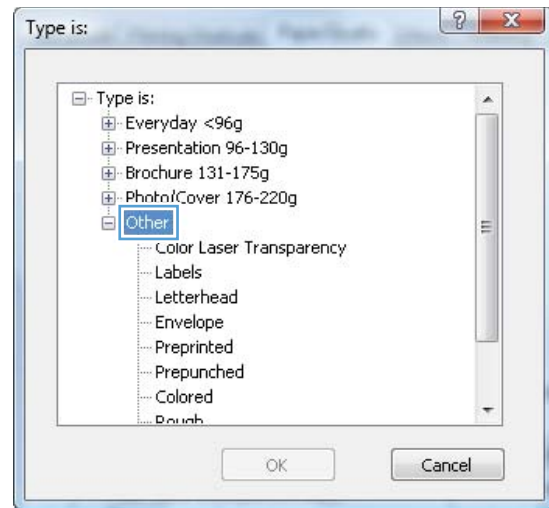 Type is:
Type is:
Everyday <96g
Presentation 96-130g
Brochure 131-175g
Photo/Cover 176-220g
Other
Color Laser Transparency
Labels
Letterhead
Envelope
Preprinted
Prepunched
Colored
Rough
OK Cancel